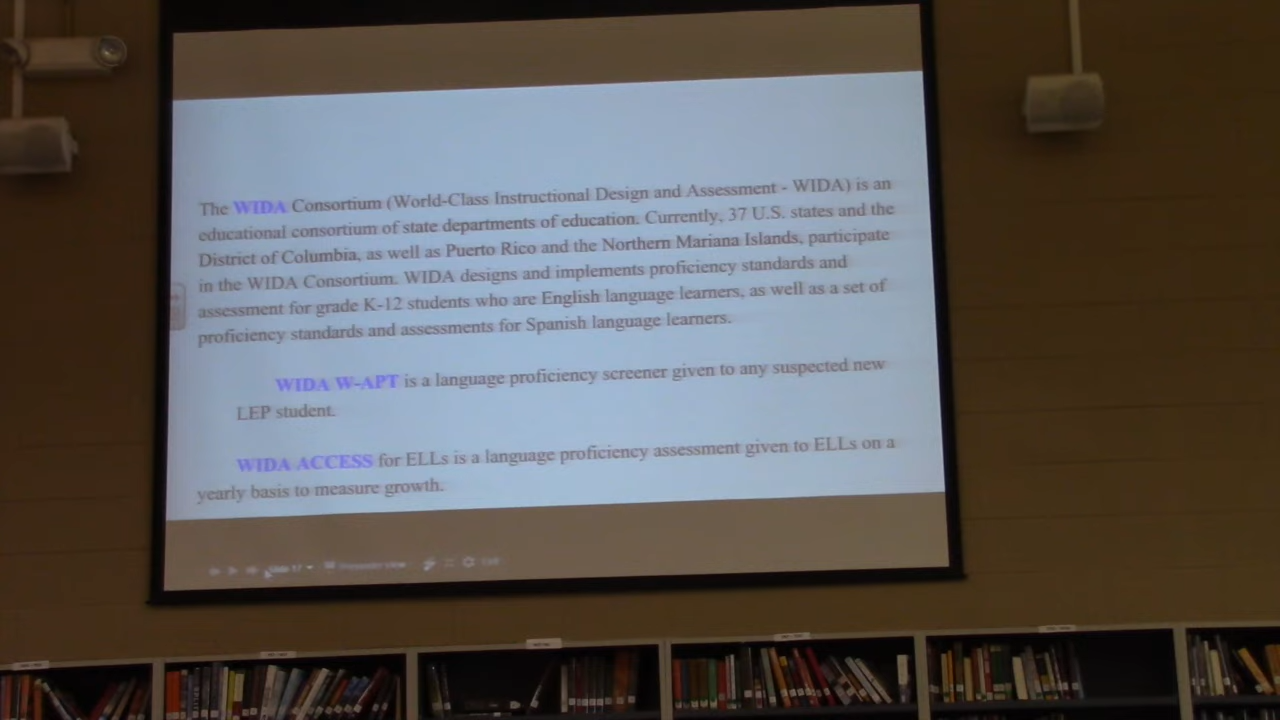 The WIDA Consortium (World-Class Instructional Design and Assessment - WIDA) is an
educational consortium of state departments of education. Currently, 37 U.S. states and the
District of Columbia, as well as Puerto Rico and the Northern Mariana Islands, participate
in the WIDA Consortium. WIDA designs and implements proficiency standards and
assessment for grade K-12 students who are English language learners, as well as a set of
proficiency standards and assessments for Spanish language learners.
WIDA W-APT is a language proficiency screener given to any suspected new
LEP student.
WIDA ACCESS for ELLs is a language proficiency assessment given to ELLs on a
yearly basis to measure growth.
Slide 17